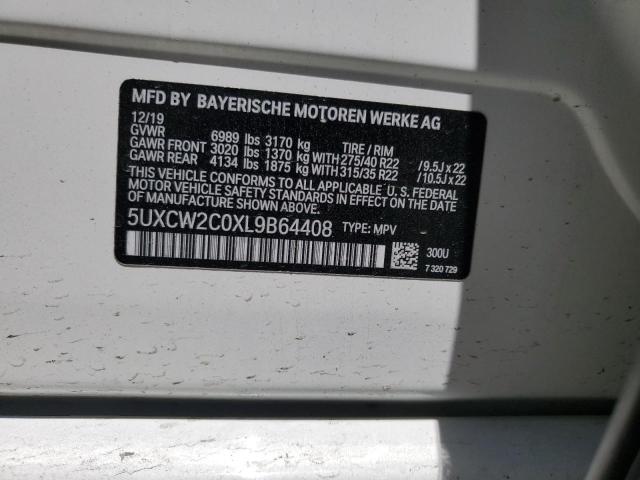 MFD BY BAYERISCHE MOTOREN WERKE AG
12/19
GVWR 6989 lbs 3170 kg TIRE / RIM
GAWR FRONT 3020 lbs 1370 kg WITH 275/40 R22 /9.5J x 22
GAWR REAR 4134 lbs 1875 kg WITH 315/35 R22 /10.5J x 22
THIS VEHICLE CONFORMS TO ALL APPLICABLE U. S. FEDERAL
MOTOR VEHICLE SAFETY STANDARDS IN EFFECT ON THE DATE
OF MANUFACTURE SHOWN ABOVE.
5UXCW2C0XL9B64408 TYPE: MPV
300U
7 320 729